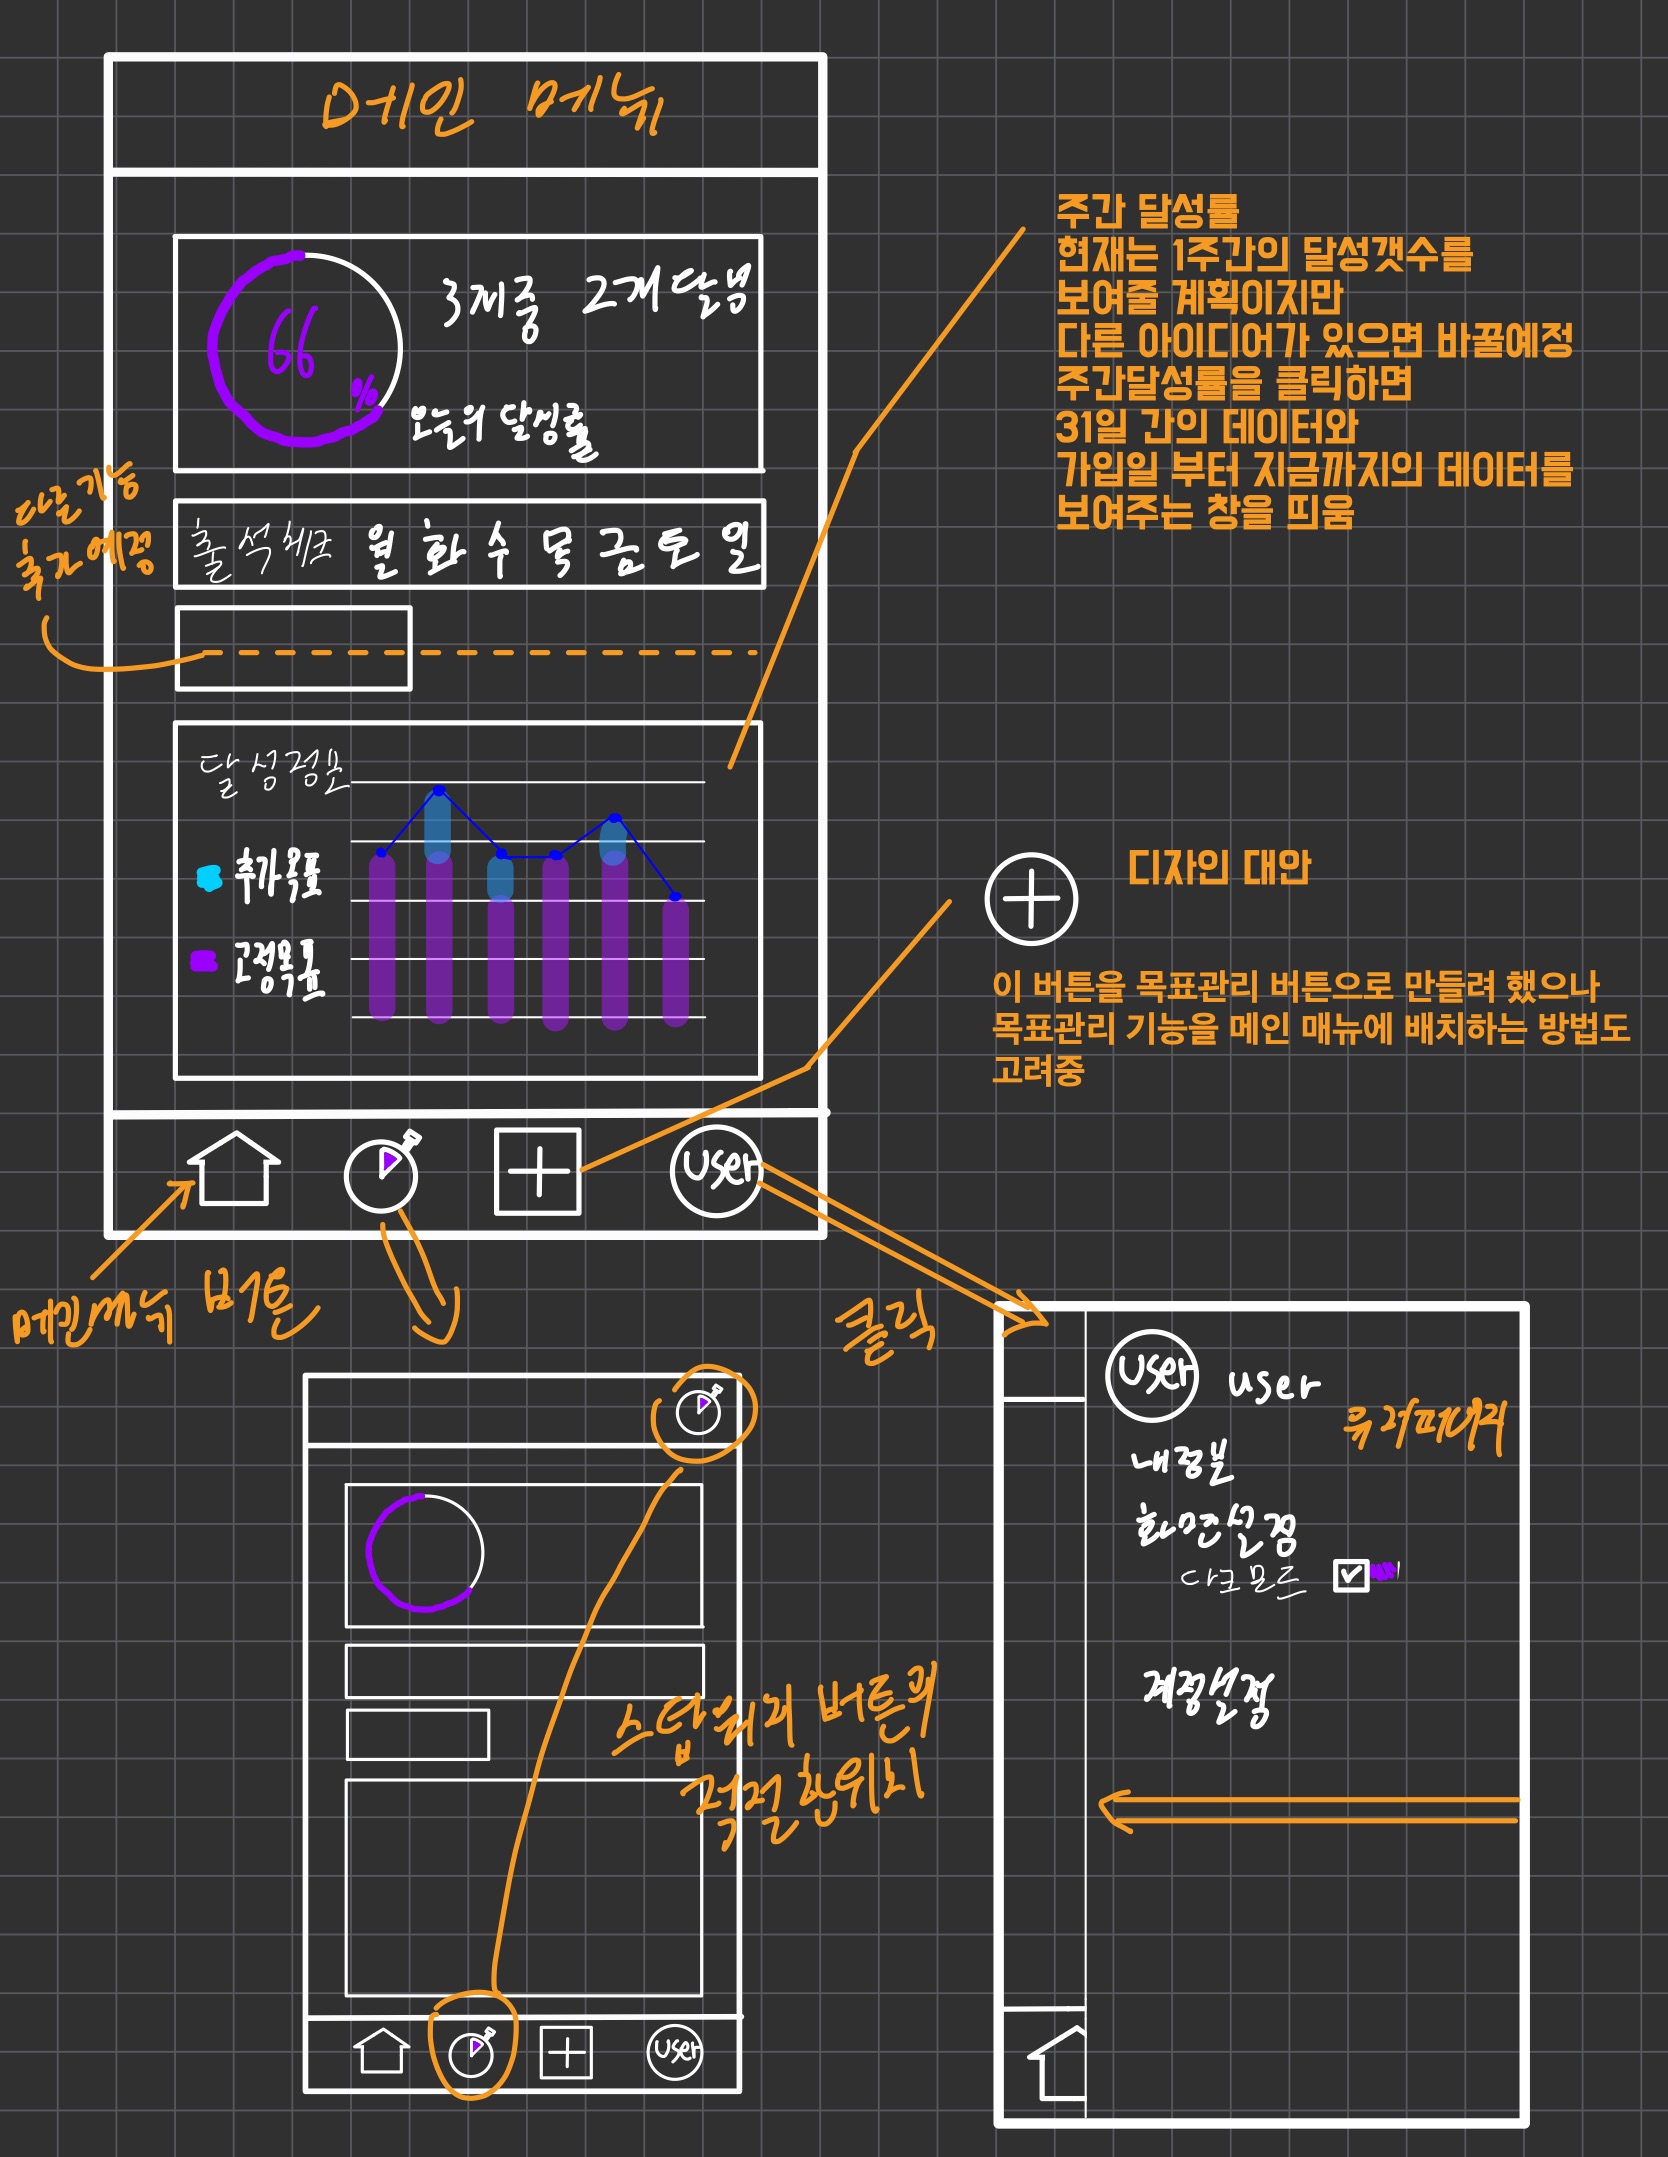 메인 메뉴
66
%
3개중 2개 달성
오늘의 달성률
주간 달성률
현재는 1주간의 달성갯수를
보여줄 계획이지만
다른 아이디어가 있으면 바꿀예정
주간달성률을 클릭하면
31일 간의 데이터와
가입일 부터 지금까지의 데이터를
보여주는 창을 띄움
다른 기능
추가 예정
출석체크 월 화 수 목 금 토 일
달성정보
추가목표
고정목표
디자인 대안
이 버튼을 목표관리 버튼으로 만들려 했으나
목표관리 기능을 메인 매뉴에 배치하는 방법도
고려중
user
메인메뉴 버튼
클릭
user
user
내정보
화면설정
다크모드
계정설정
스탑워치 버튼의
적절한위치
user